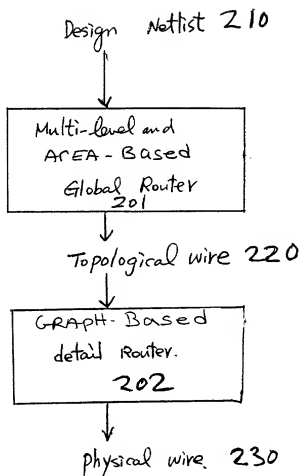 Design Netlist 210
Multi-level and
AREA-Based
Global Router
201
Topological wire 220
GRAPH-Based
detail Router.
202
physical wire 230